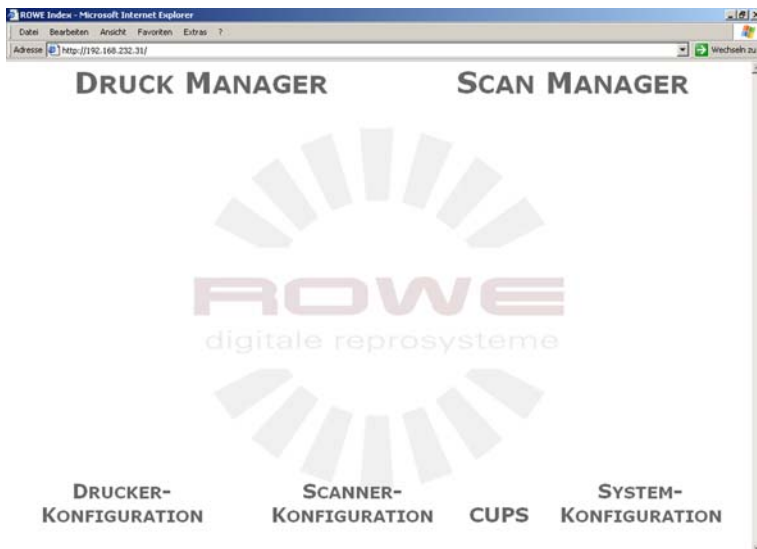 ROWE Index - Microsoft Internet Explorer
Datei Bearbeiten Ansicht Favoriten Extras ?
Adresse http://192.168.232.31/ Wechseln zu
DRUCK MANAGER SCAN MANAGER
ROWE
digitale reprosysteme
DRUCKER-
KONFIGURATION
SCANNER-
KONFIGURATION
CUPS
SYSTEM-
KONFIGURATION